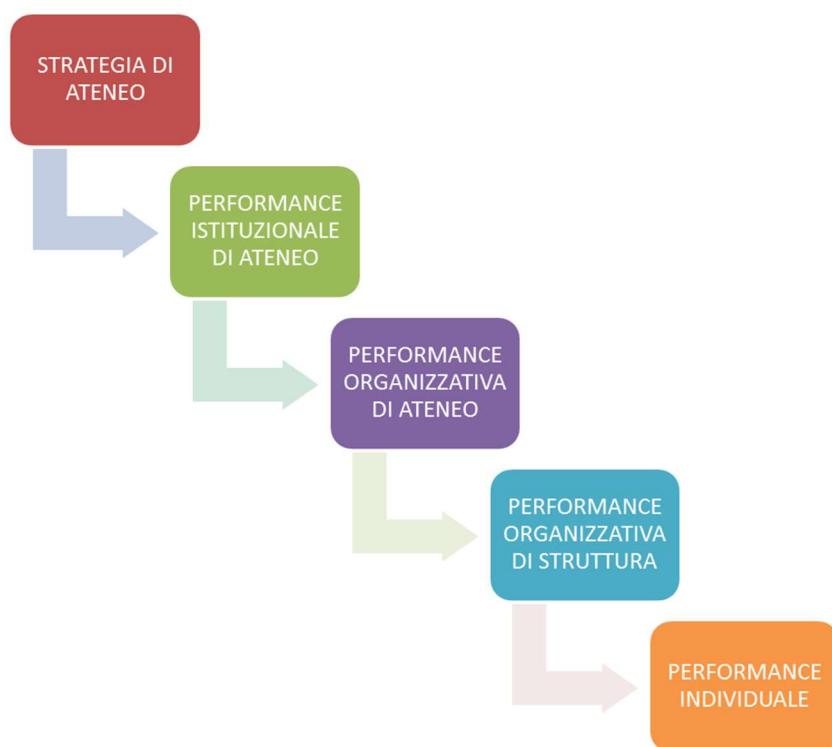 STRATEGIA DI
ATENEO
PERFORMANCE
ISTITUZIONALE
DI ATENEO
PERFORMANCE
ORGANIZZATIVA
DI ATENEO
PERFORMANCE
ORGANIZZATIVA
DI STRUTTURA
PERFORMANCE
INDIVIDUALE